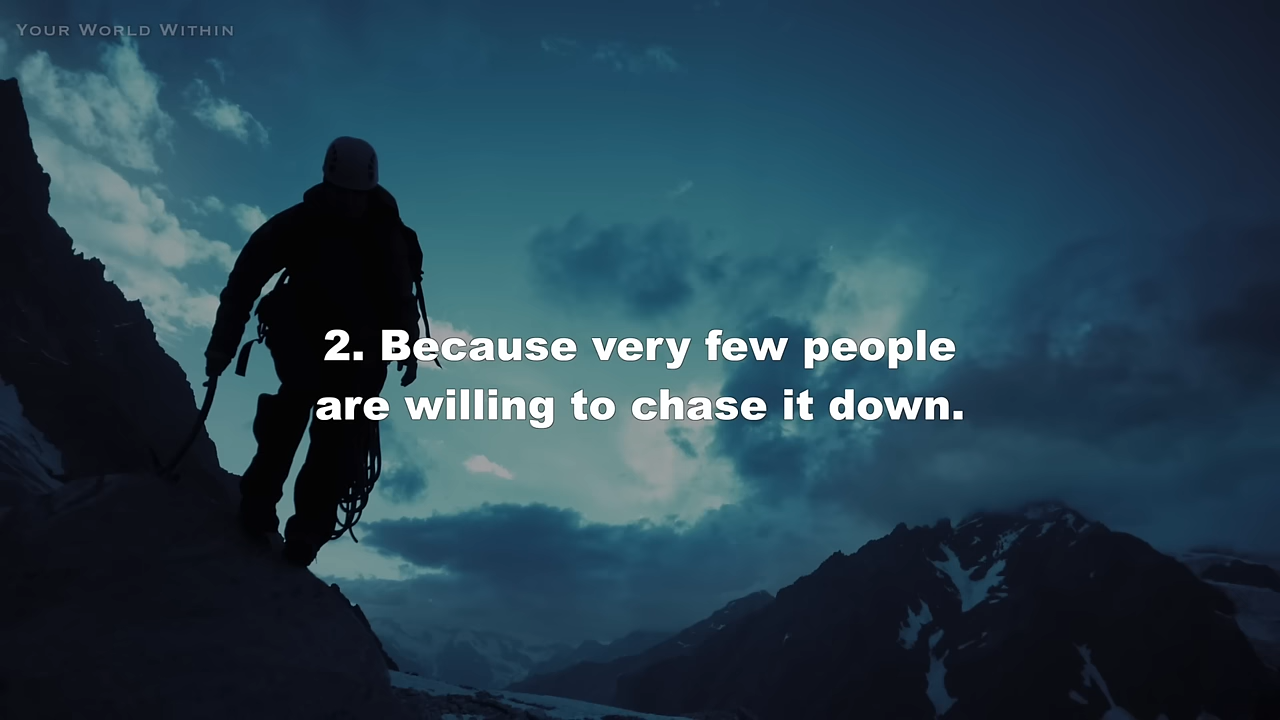 Your World Within
2. Because very few people
are willing to chase it down.